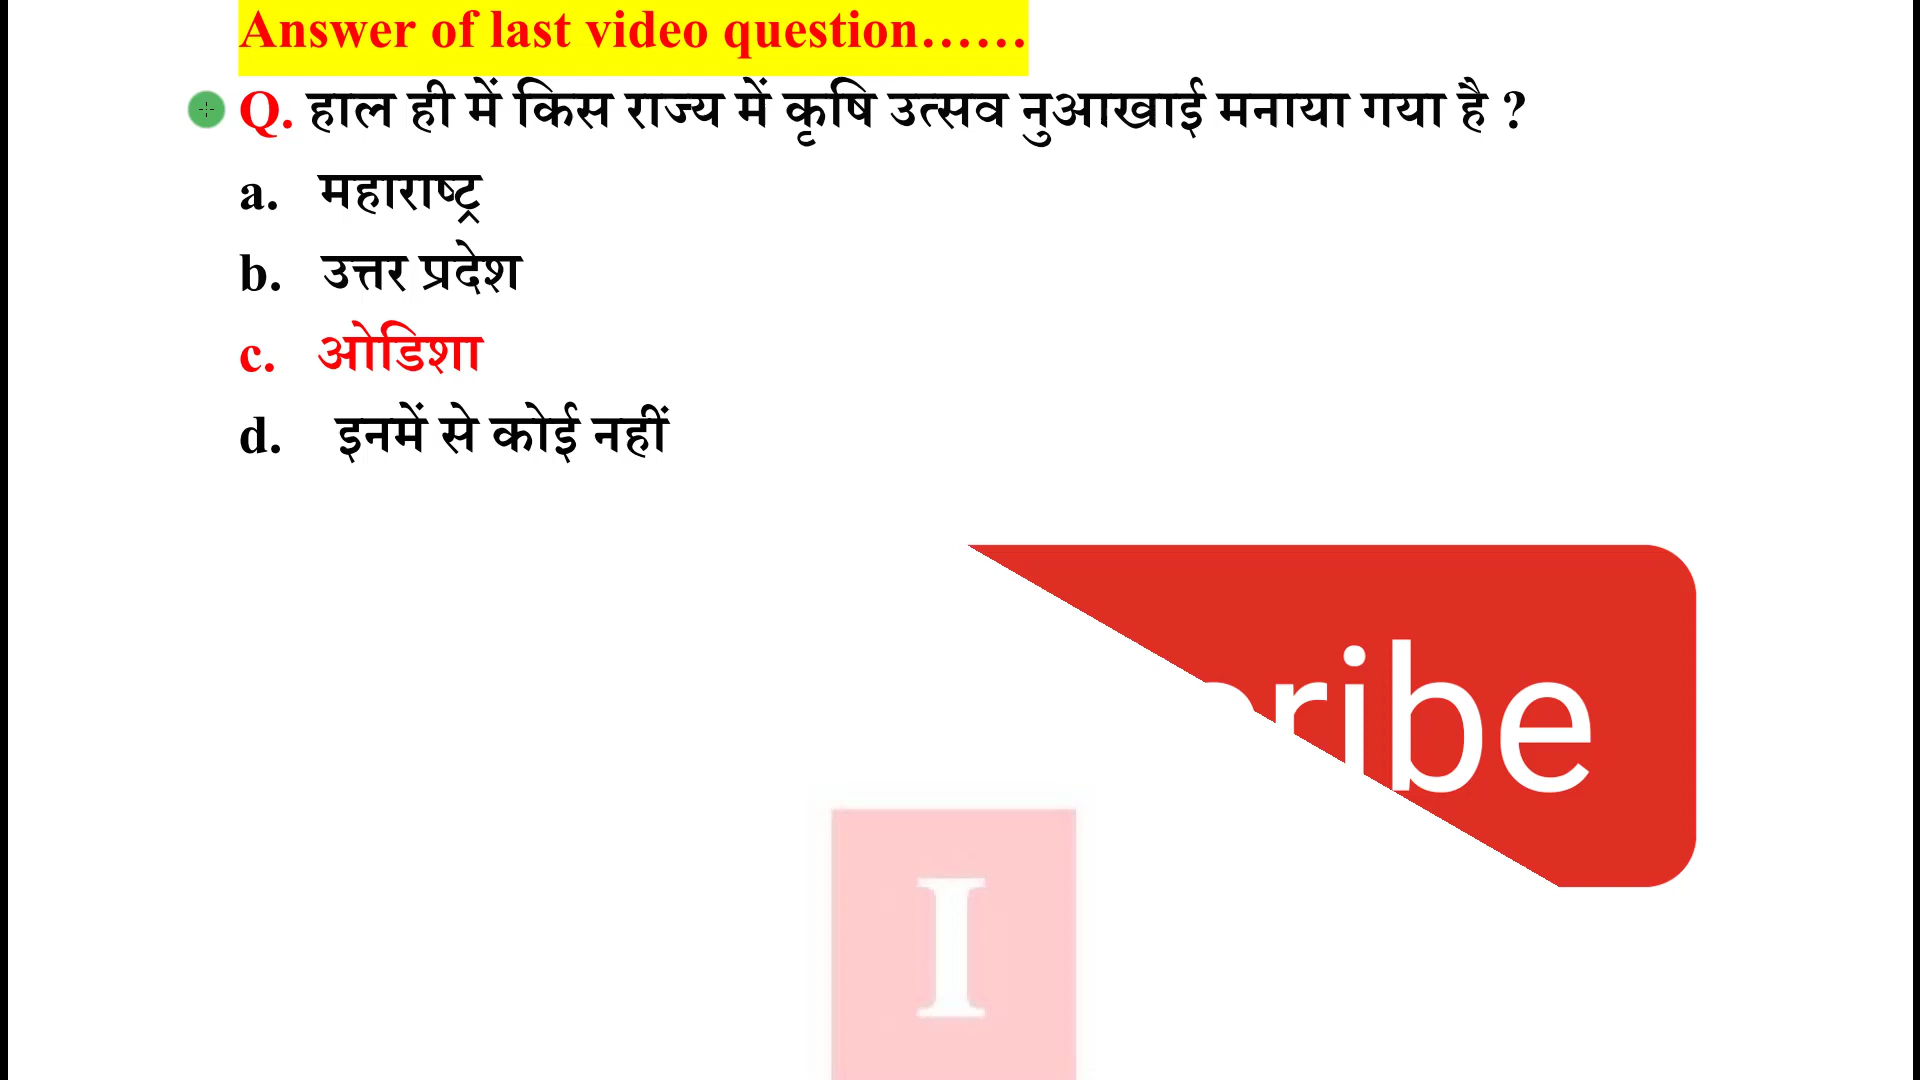 Answer of last video question......
Q. हाल ही में किस राज्य में कृषि उत्सव नुआखाई मनाया गया है ?
a. महाराष्ट्र
b. उत्तर प्रदेश
c. ओडिशा
d. इनमें से कोई नहीं
ribe
I